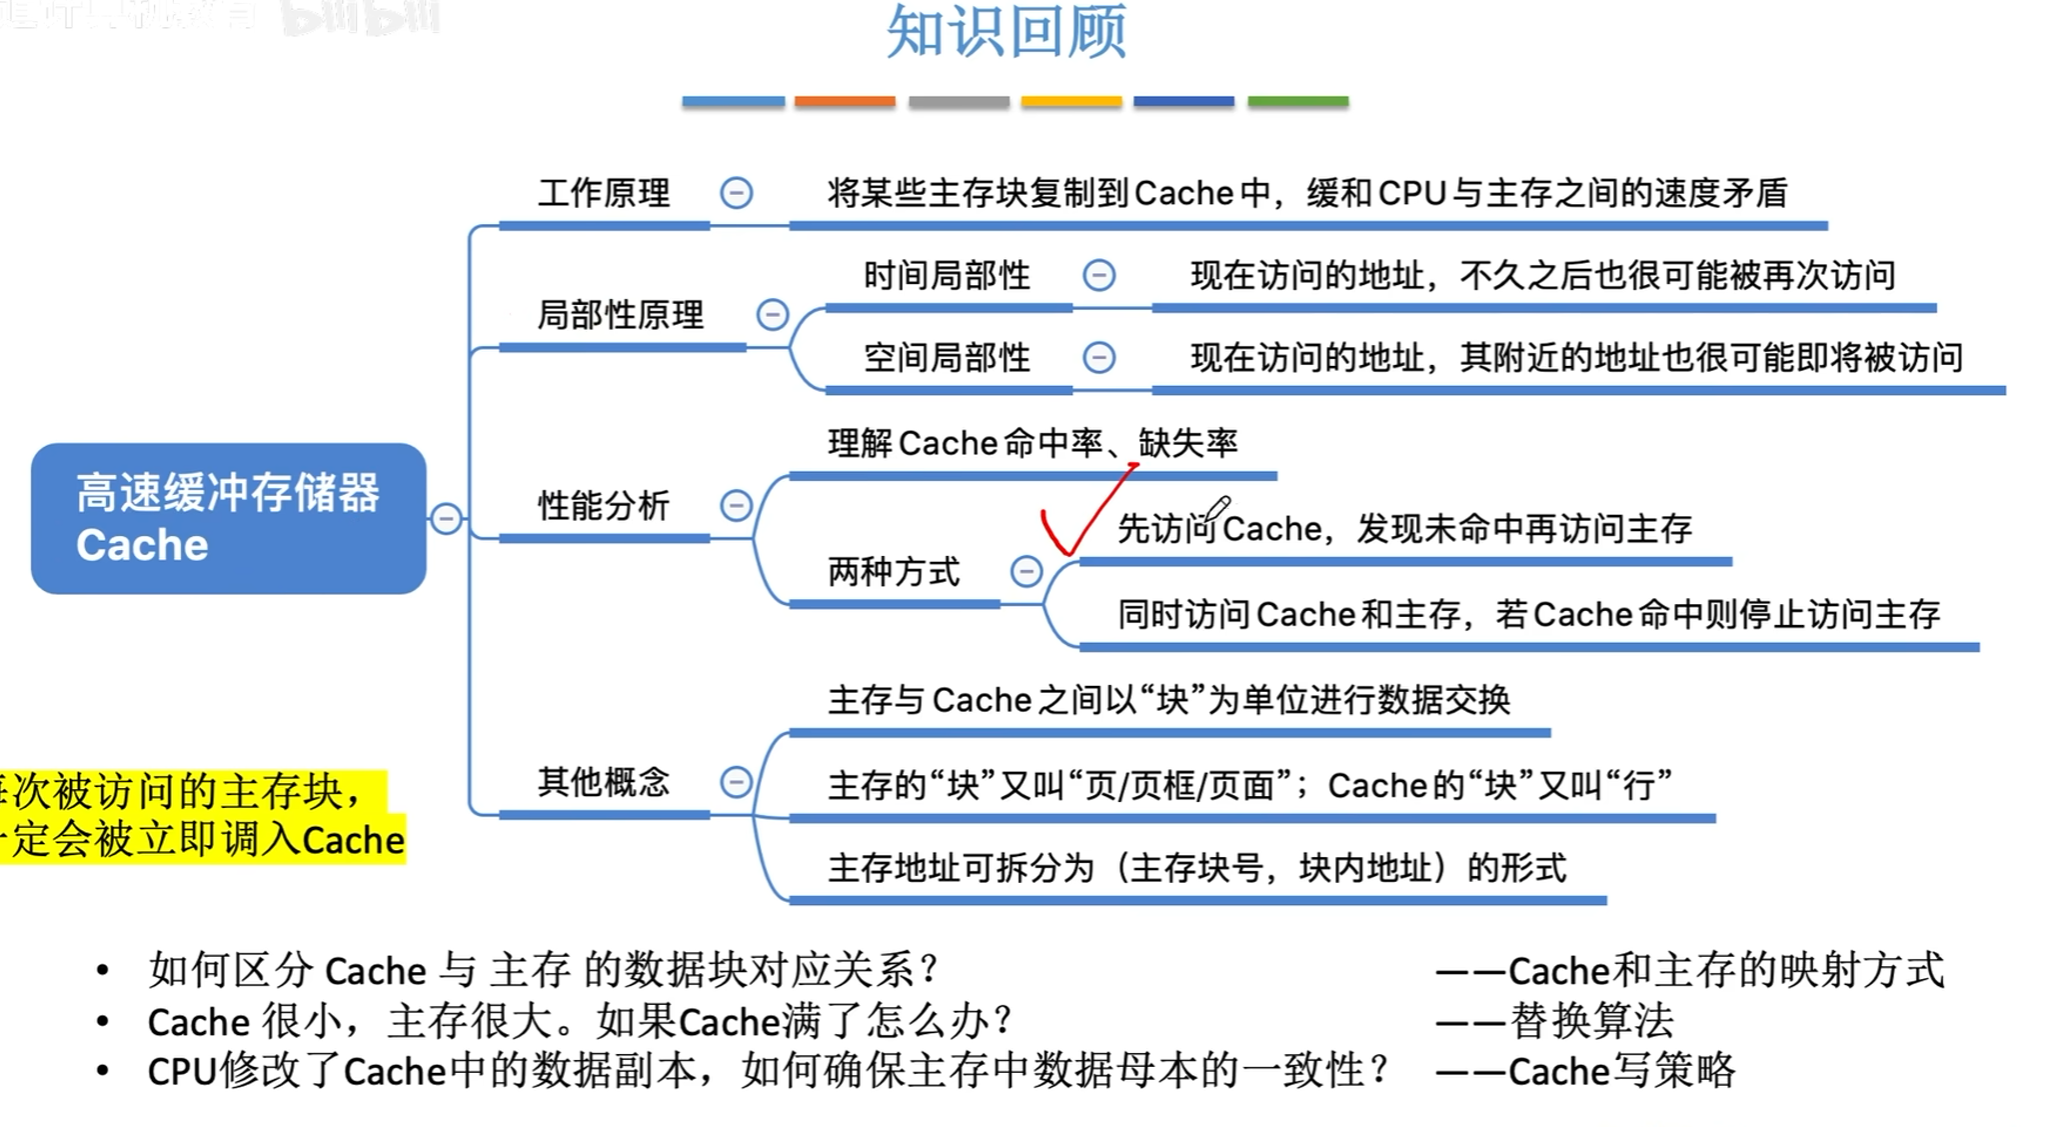 bilibili
知识回顾
工作原理
将某些主存块复制到Cache中，缓和CPU与主存之间的速度矛盾
局部性原理
时间局部性
现在访问的地址，不久之后也很可能被再次访问
空间局部性
现在访问的地址，其附近的地址也很可能即将被访问
高速缓冲存储器
Cache
性能分析
理解Cache命中率、缺失率
两种方式
先访问Cache，发现未命中再访问主存
同时访问Cache和主存，若Cache命中则停止访问主存
其他概念
主存与Cache之间以“块”为单位进行数据交换
主存的“块”又叫“页/页框/页面”；Cache的“块”又叫“行”
主存地址可拆分为（主存块号，块内地址）的形式
次被访问的主存块，
定会被立即调入Cache
• 如何区分 Cache 与 主存 的数据块对应关系？ ——Cache和主存的映射方式
• Cache 很小，主存很大。如果Cache满了怎么办？ ——替换算法
• CPU修改了Cache中的数据副本，如何确保主存中数据母本的一致性？ ——Cache写策略